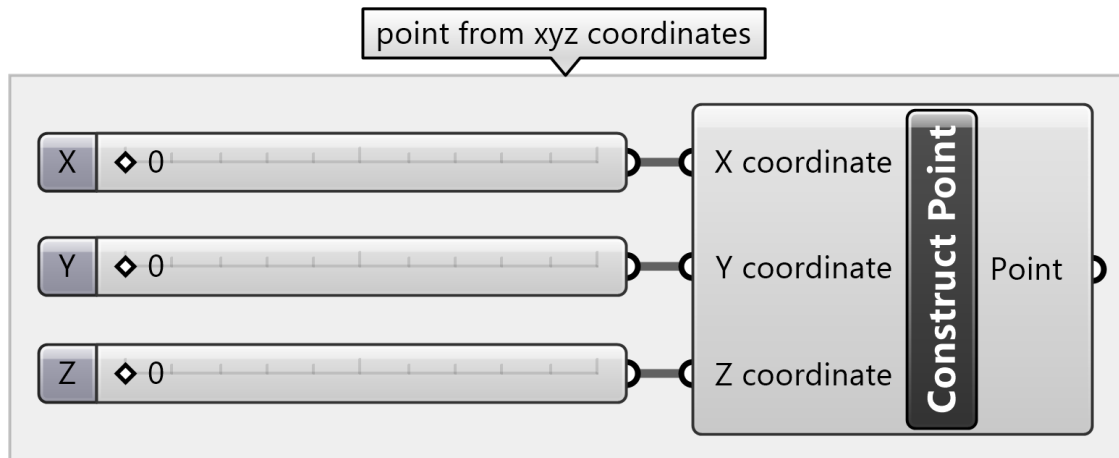 point from xyz coordinates
X 0
X coordinate
Y 0
Y coordinate
Z 0
Z coordinate
Construct Point
Point